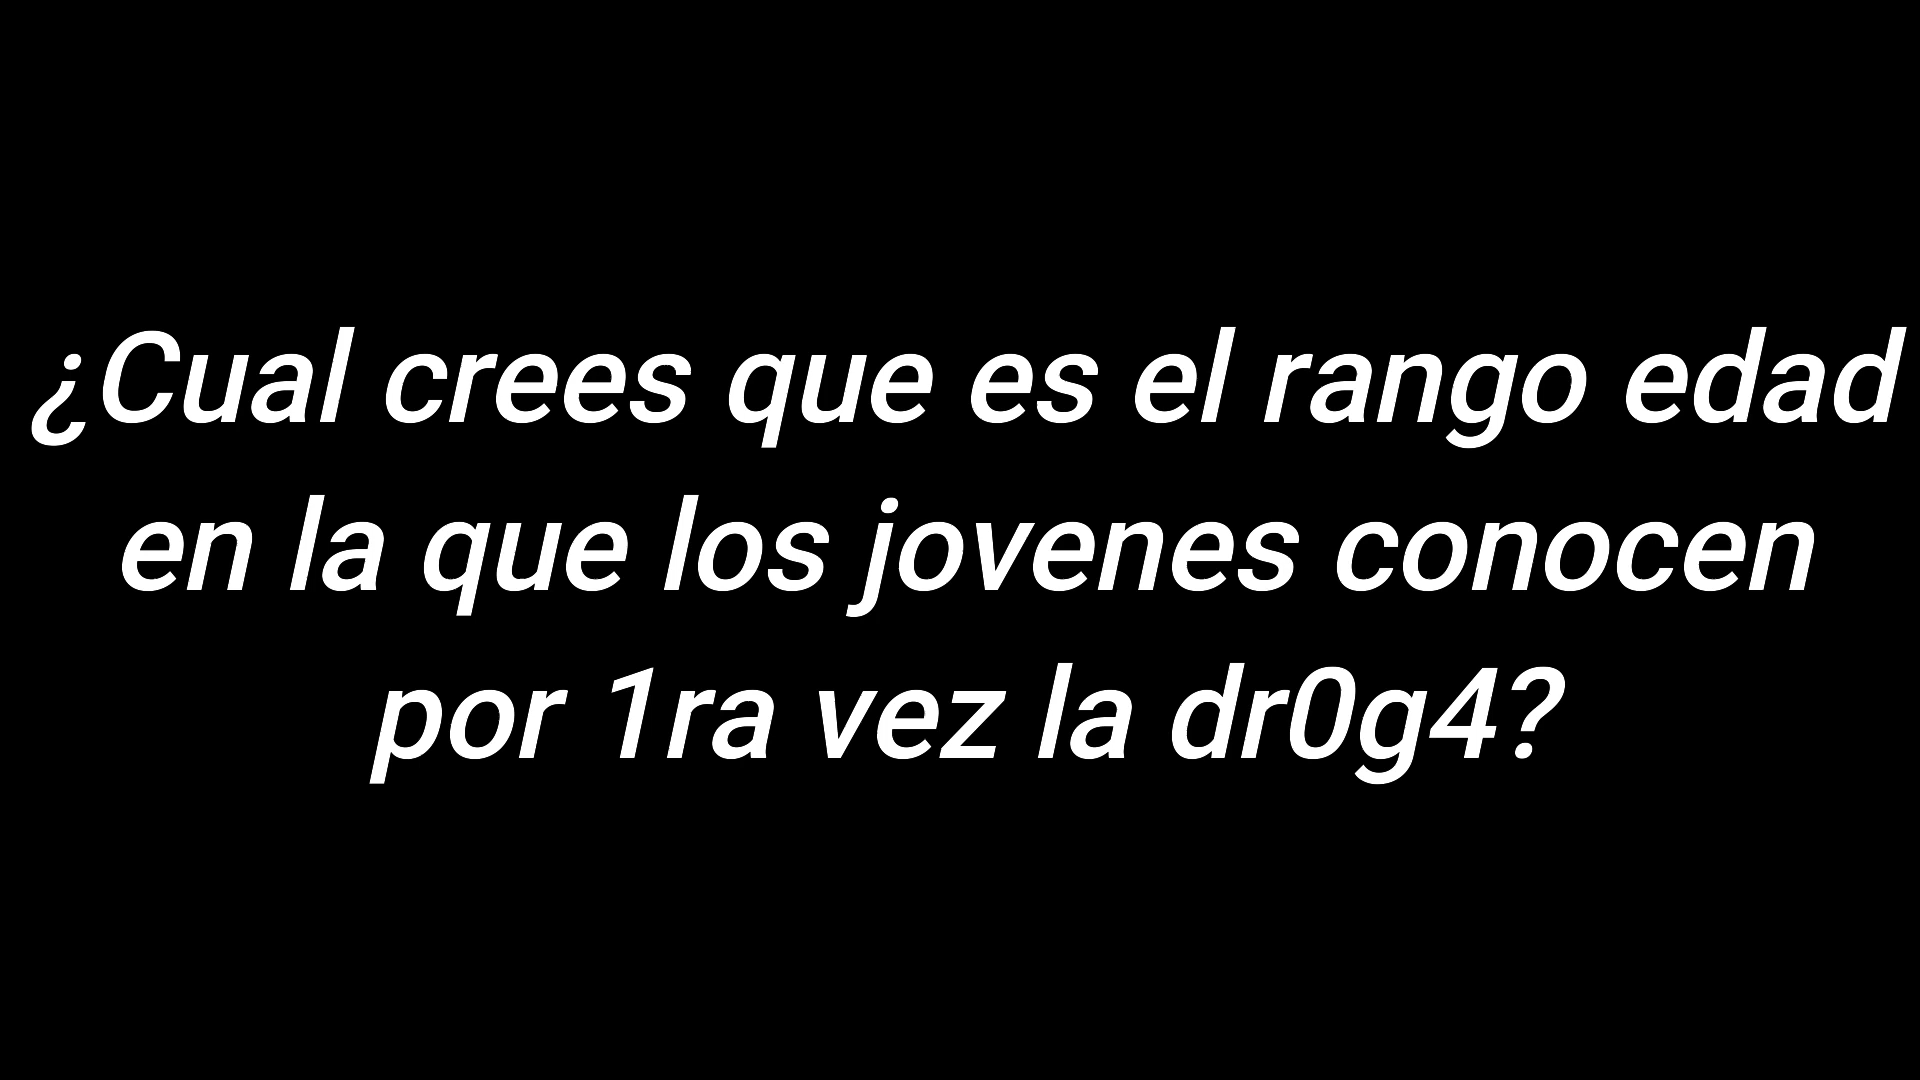 ¿Cual crees que es el rango edad
en la que los jovenes conocen
por 1ra vez la dr0g4?